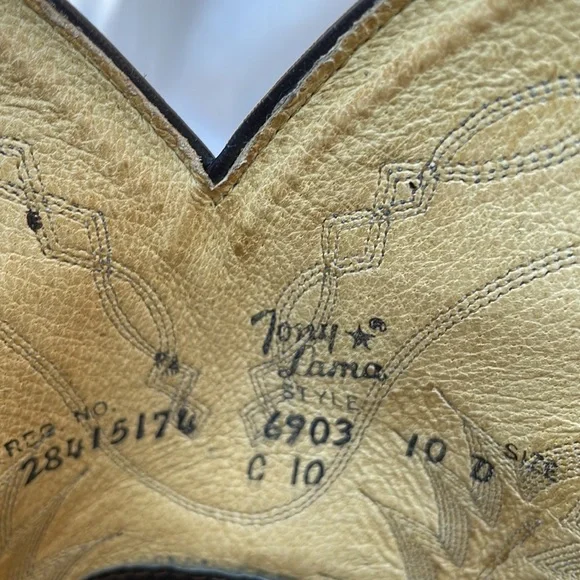 Tony ★ ®
Lama
STYLE
6903
C 10
REG NO.
28415174
10 D SIZE